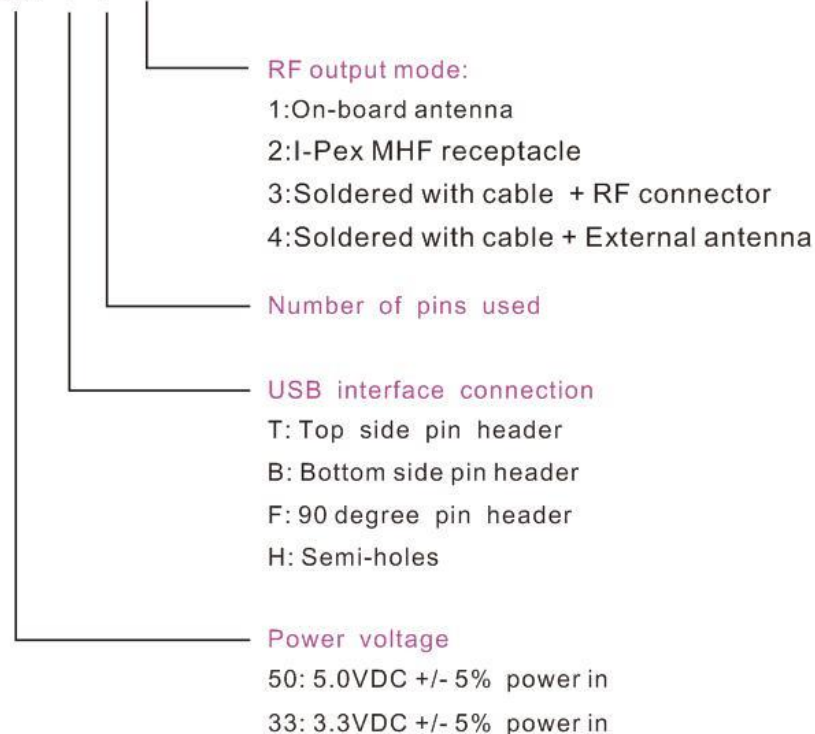 RF output mode:
1:On-board antenna
2:I-Pex MHF receptacle
3:Soldered with cable + RF connector
4:Soldered with cable + External antenna
Number of pins used
USB interface connection
T: Top side pin header
B: Bottom side pin header
F: 90 degree pin header
H: Semi-holes
Power voltage
50: 5.0VDC +/- 5% power in
33: 3.3VDC +/- 5% power in